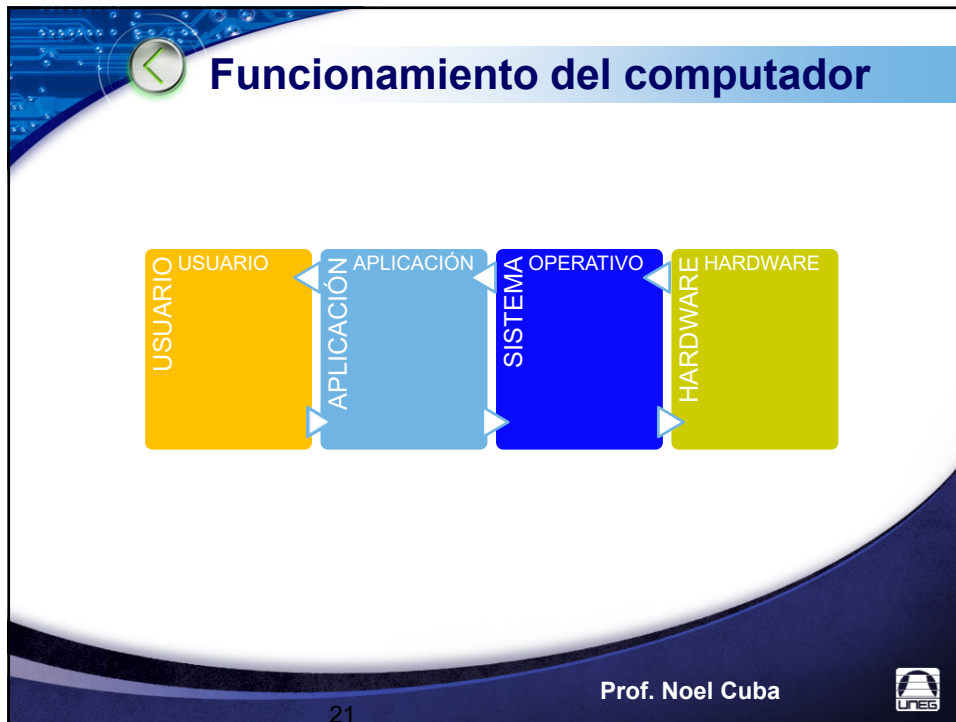 Funcionamiento del computador
USUARIO
USUARIO
APLICACIÓN
APLICACIÓN
SISTEMA
OPERATIVO
HARDWARE
HARDWARE
Prof. Noel Cuba
UNEG
21